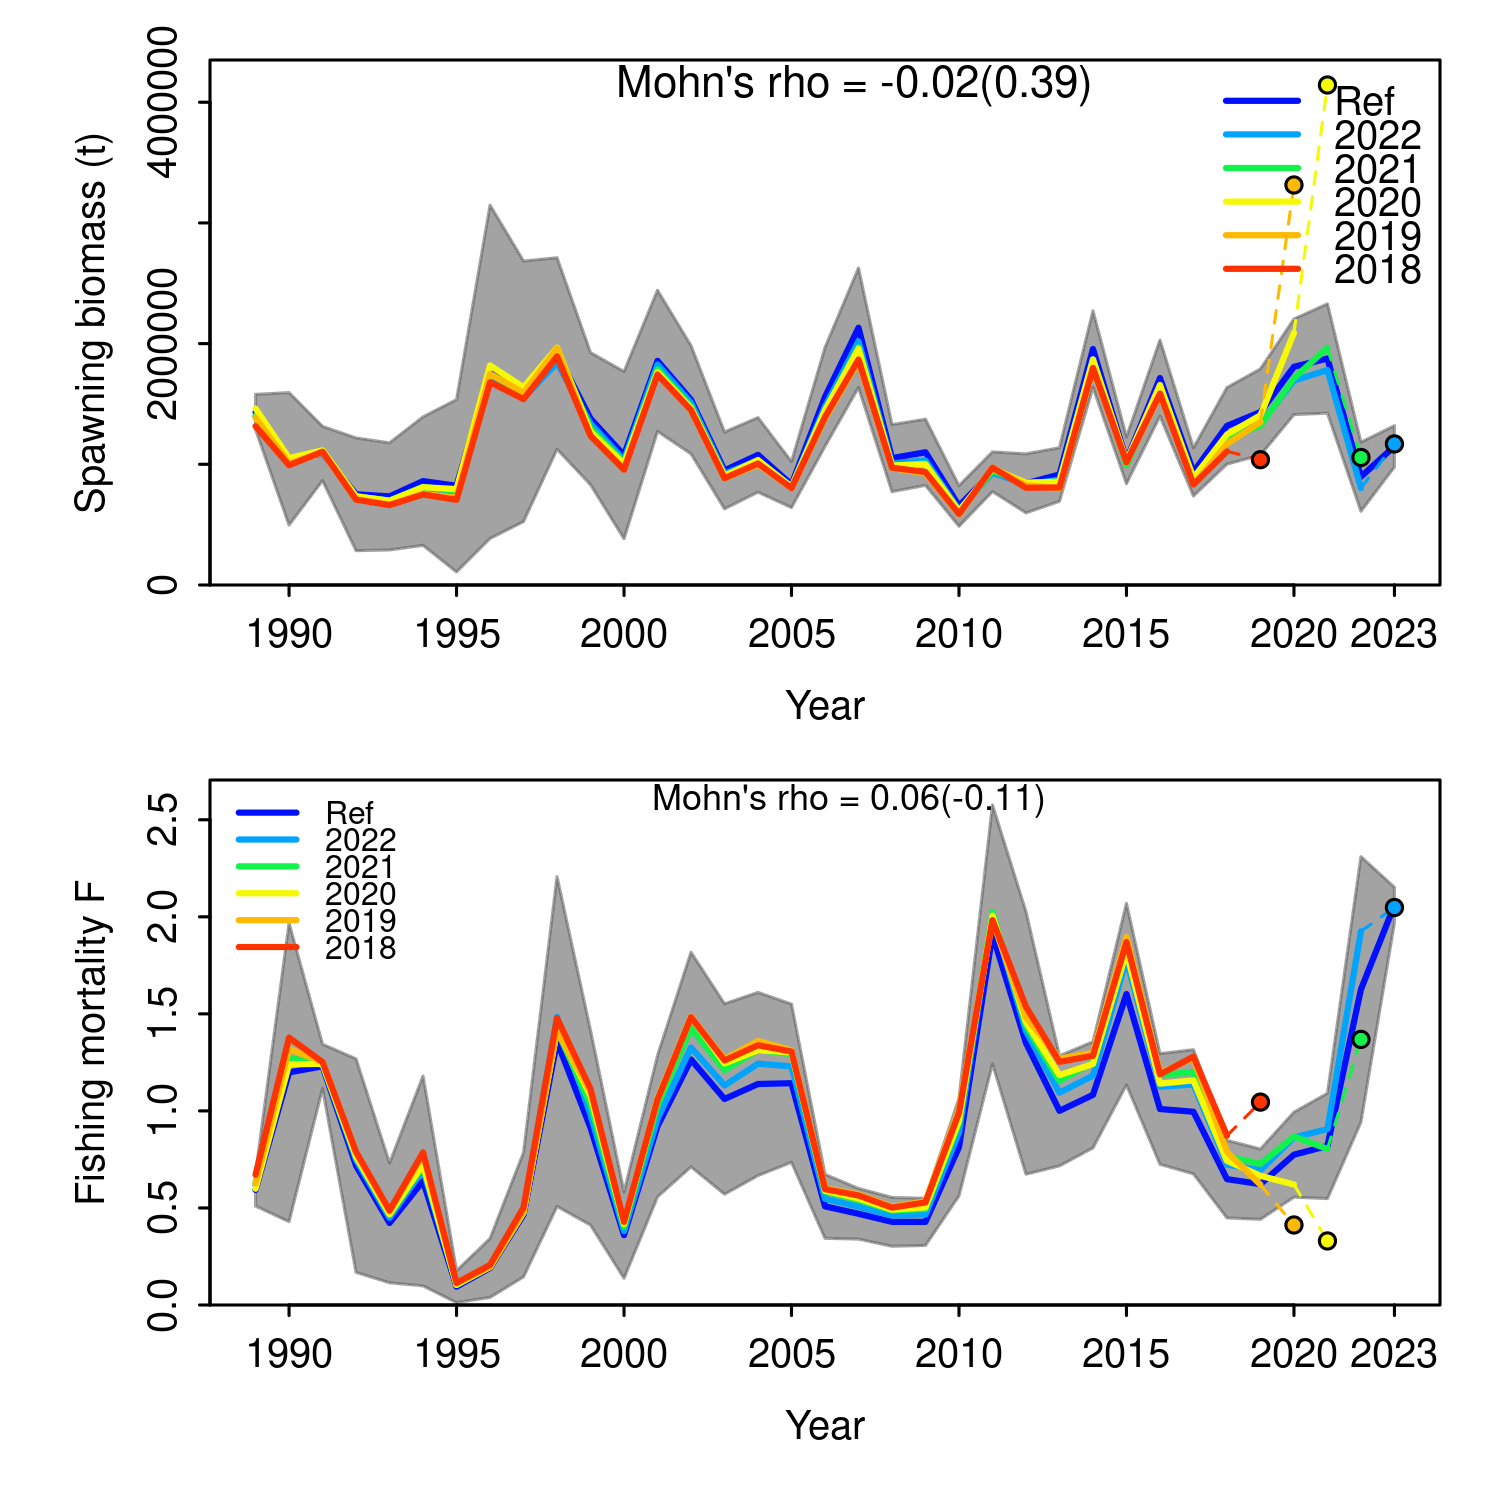 Mohn's rho = -0.02(0.39)
Ref
2022
2021
2020
2019
2018
Spawning biomass (t)
0
2000000
4000000
1990 1995 2000 2005 2010 2015 2020 2023
Year
Mohn's rho = 0.06(-0.11)
Ref
2022
2021
2020
2019
2018
Fishing mortality F
0.0
0.5
1.0
1.5
2.0
2.5
1990 1995 2000 2005 2010 2015 2020 2023
Year